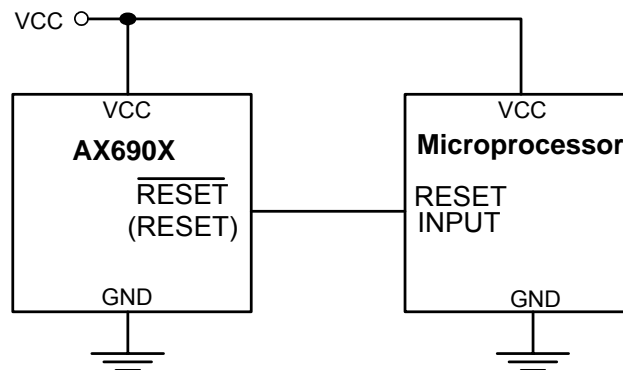 VCC
VCC
AX690X
RESET
(RESET)
GND
VCC
Microprocessor
RESET
INPUT
GND